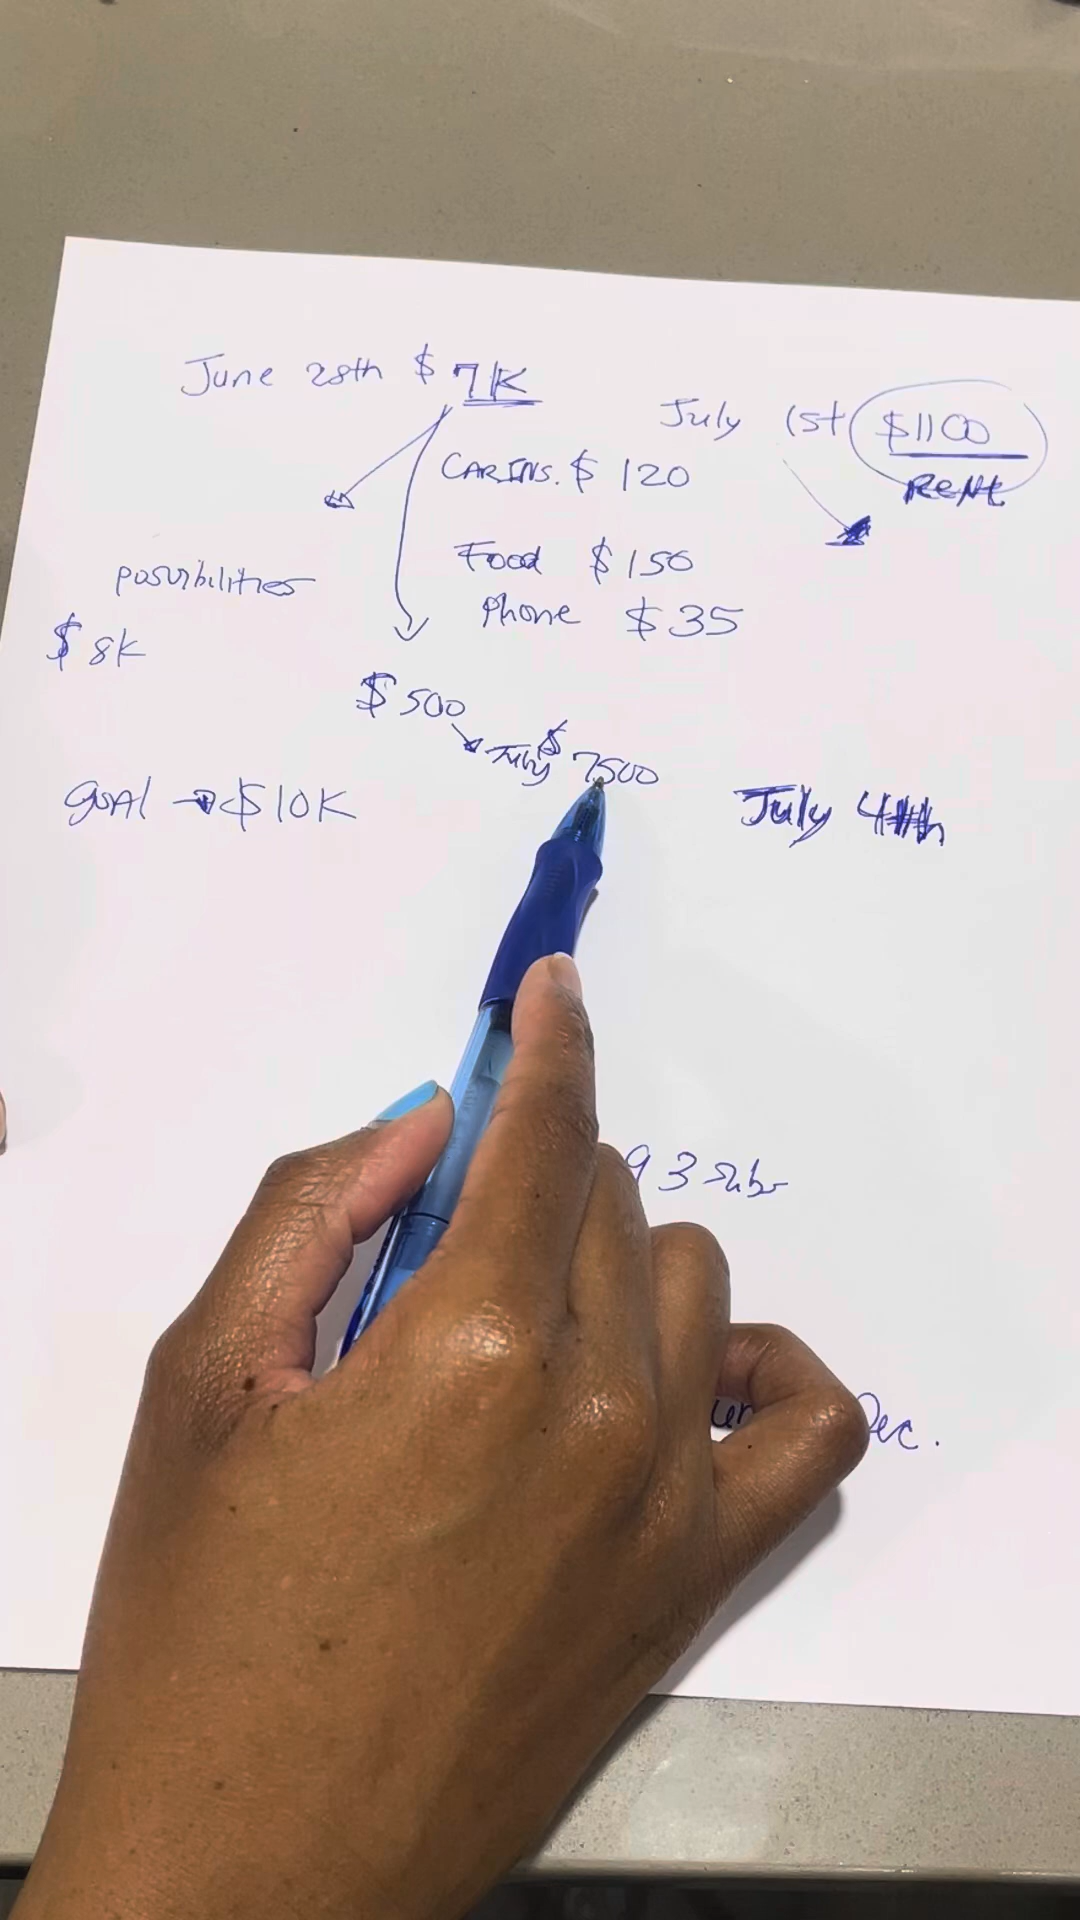 June 28th $ 7K
July 1st $1100
RENT
CAR INS. $ 120
Food $150
Phone $35
possibilities
$ 8K
$500
July $ 7500
GOAL → $10K
July 4th
93 subs
Dec.